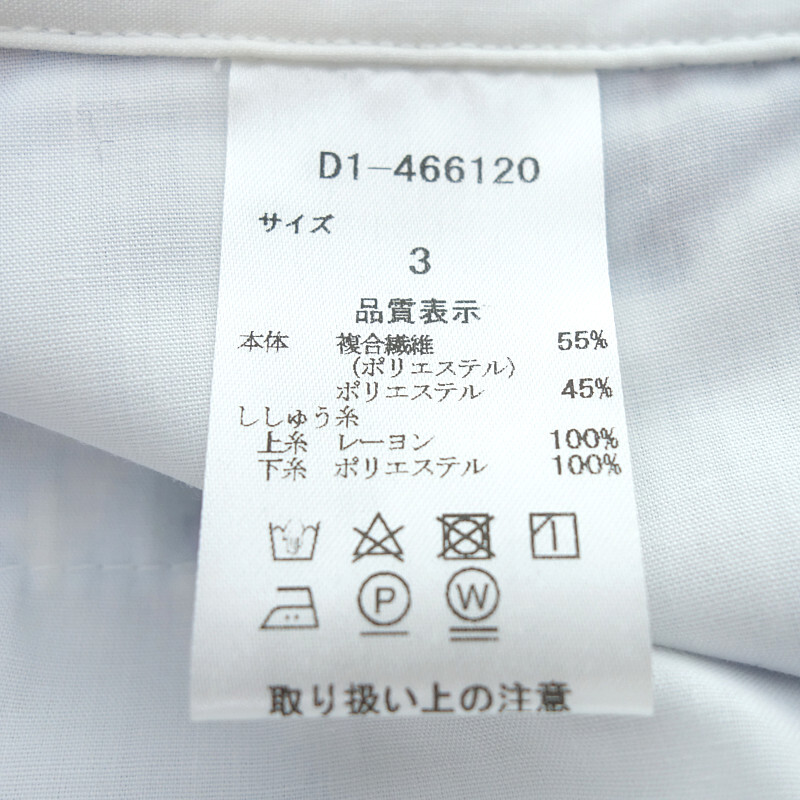 D1-466120
サイズ
3
品質表示
本体 複合繊維 55%
(ポリエステル)
ポリエステル 45%
ししゅう糸
上糸 レーヨン 100%
下糸 ポリエステル 100%
P W
取り扱い上の注意